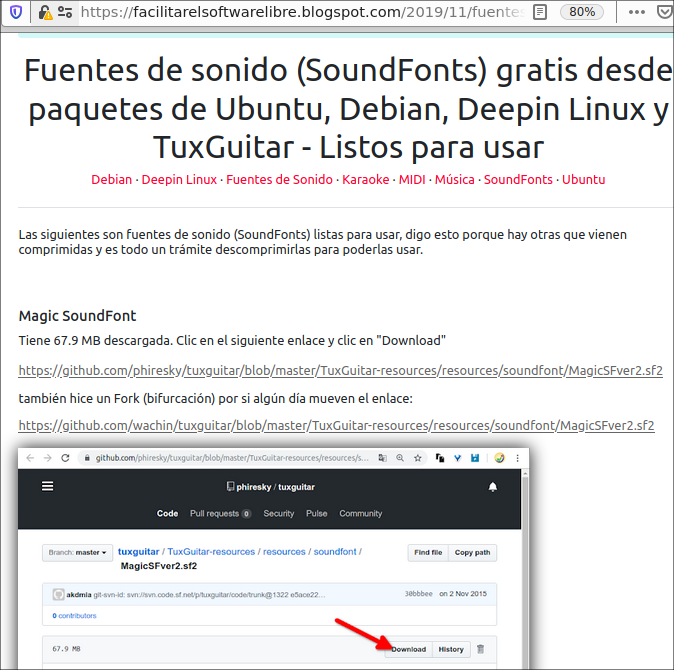 https://facilitarelsoftwarelibre.blogspot.com/2019/11/fuentes
80%
Fuentes de sonido (SoundFonts) gratis desde
paquetes de Ubuntu, Debian, Deepin Linux y
TuxGuitar - Listos para usar
Debian · Deepin Linux · Fuentes de Sonido · Karaoke · MIDI · Música · SoundFonts · Ubuntu
Las siguientes son fuentes de sonido (SoundFonts) listas para usar, digo esto porque hay otras que vienen
comprimidas y es todo un trámite descomprimirlas para poderlas usar.
Magic SoundFont
Tiene 67.9 MB descargada. Clic en el siguiente enlace y clic en "Download"
https://github.com/phiresky/tuxguitar/blob/master/TuxGuitar-resources/resources/soundfont/MagicSFver2.sf2
también hice un Fork (bifurcación) por si algún día mueven el enlace:
https://github.com/wachin/tuxguitar/blob/master/TuxGuitar-resources/resources/soundfont/MagicSFver2.sf2
github.com/phiresky/tuxguitar/blob/master/TuxGuitar-resources/resources/s...
phiresky / tuxguitar
Code Pull requests 0 Security Pulse Community
Branch: master tuxguitar / TuxGuitar-resources / resources / soundfont / Find file Copy path
MagicSFver2.sf2
akdmia git-svn-id: svn://svn.code.sf.net/p/tuxguitar/code/trunk@1322 e5ace22... 30bbbee on 2 Nov 2015
0 contributors
67.9 MB Download History